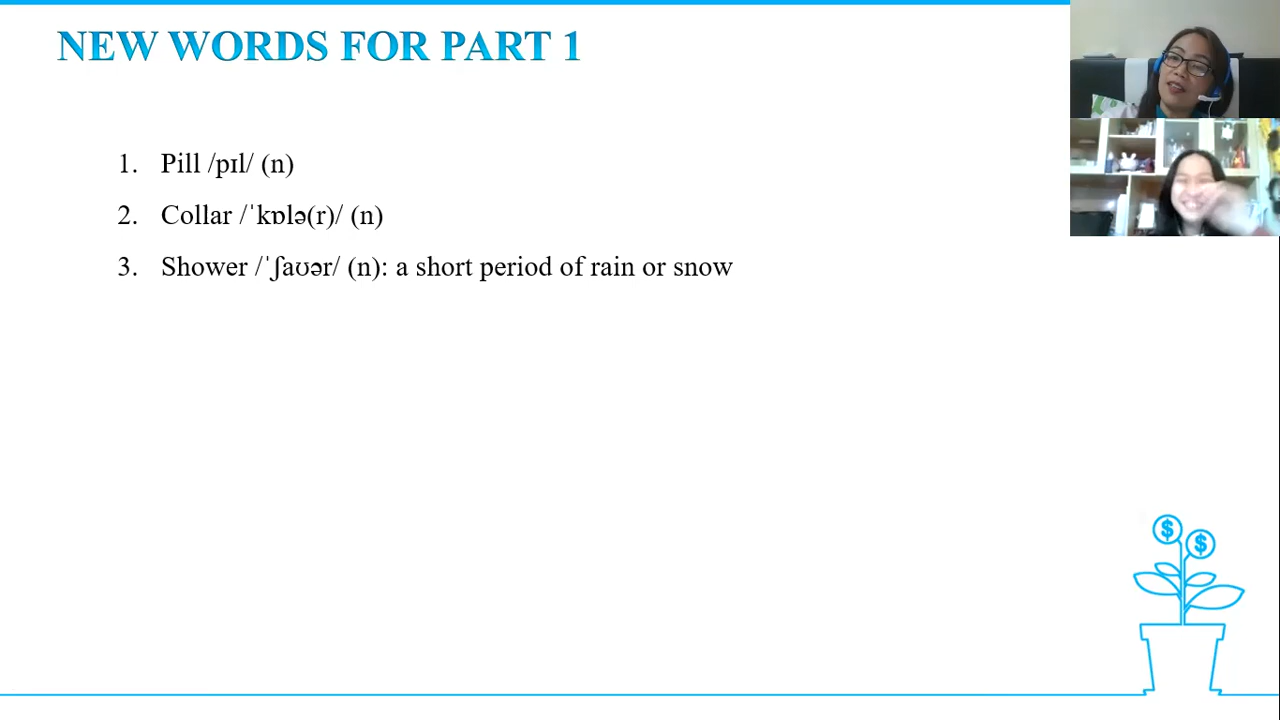 NEW WORDS FOR PART 1
1. Pill /pɪl/ (n)
2. Collar /ˈkɒlə(r)/ (n)
3. Shower /ˈʃaʊər/ (n): a short period of rain or snow
$
$